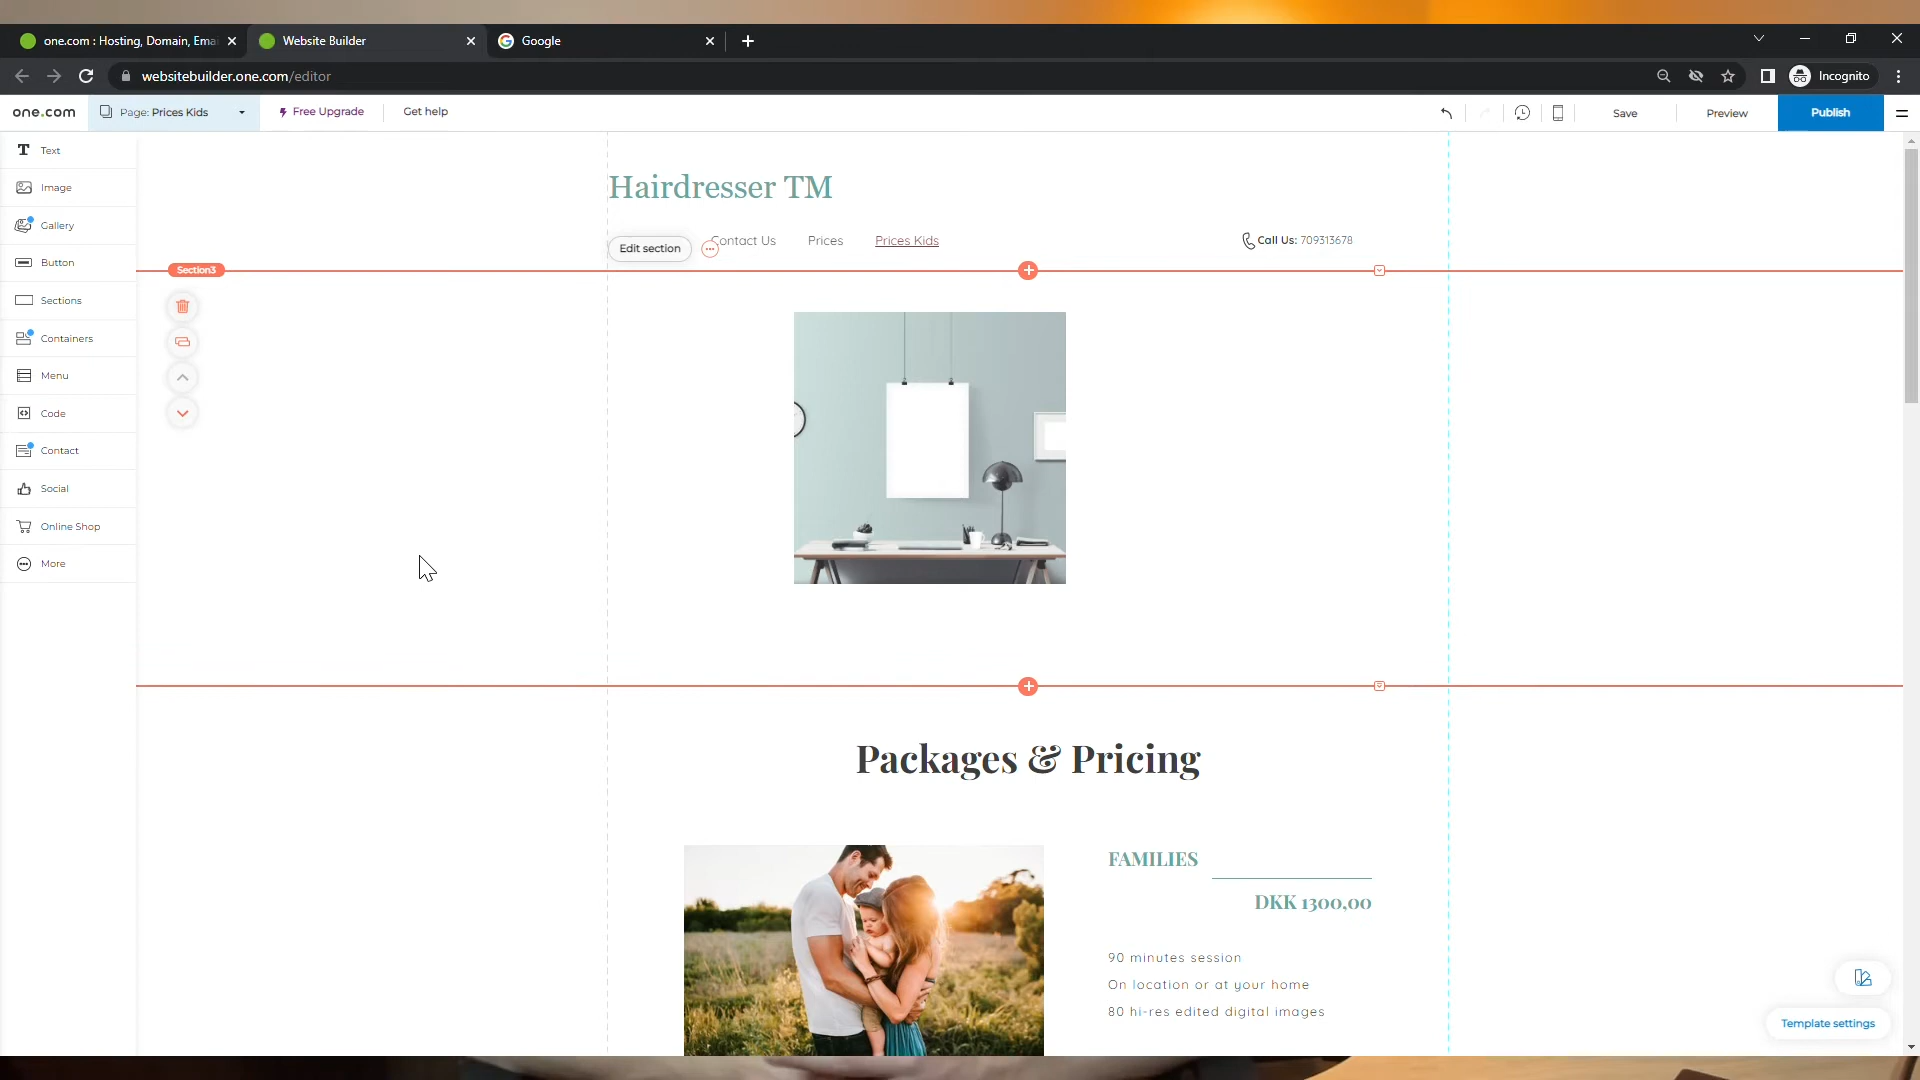 one.com : Hosting, Domain, Emai
Website Builder
Google
websitebuilder.one.com/editor
Incognito
one.com
Page: Prices Kids
Free Upgrade
Get help
Save
Preview
Publish
Text
Image
Gallery
Button
Sections
Containers
Menu
Code
Contact
Social
Online Shop
More
Hairdresser TM
Edit section
Contact Us
Prices
Prices Kids
Call Us: 709313678
Section3
Packages & Pricing
FAMILIES
DKK 1300,00
90 minutes session
On location or at your home
80 hi-res edited digital images
Template settings